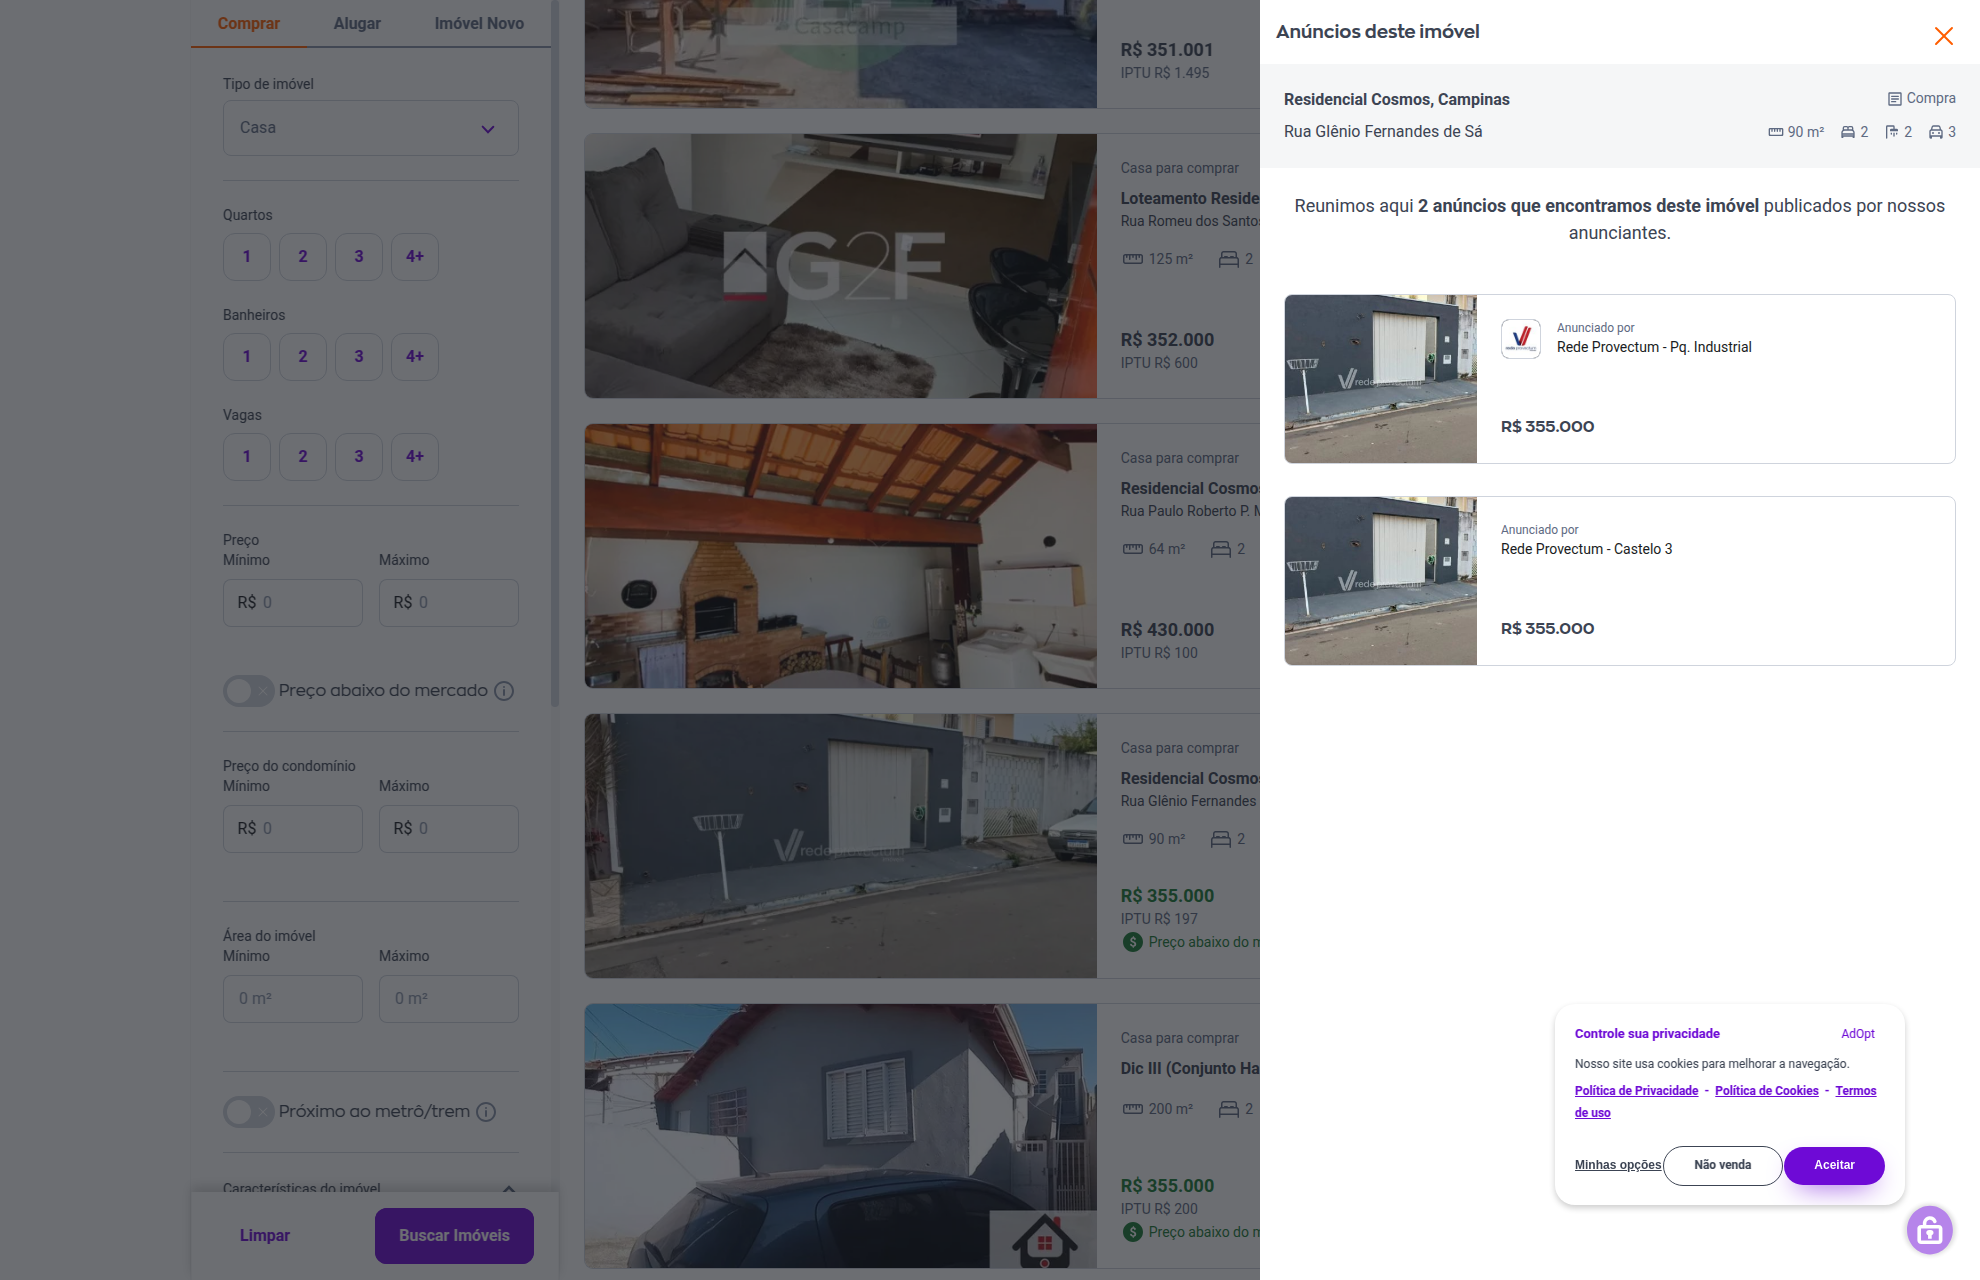 Comprar
Alugar
Imóvel Novo
Tipo de imóvel
Casa
Quartos
1 2 3 4+
Banheiros
1 2 3 4+
Vagas
1 2 3 4+
Preço
Mínimo
Máximo
R$ 0
R$ 0
Preço abaixo do mercado
Preço do condomínio
Mínimo
Máximo
R$ 0
R$ 0
Área do imóvel
Mínimo
Máximo
0 m²
0 m²
Próximo ao metrô/trem
Características do imóvel
Limpar
Buscar Imóveis
Casacamp
R$ 351.001
IPTU R$ 1.495
G2F
Casa para comprar
Loteamento Reside
Rua Romeu dos Santos
125 m² 2
R$ 352.000
IPTU R$ 600
Casa para comprar
Residencial Cosmos
Rua Paulo Roberto P. M
64 m² 2
R$ 430.000
IPTU R$ 100
rede provectum
Casa para comprar
Residencial Cosmos
Rua Glênio Fernandes
90 m² 2
R$ 355.000
IPTU R$ 197
Preço abaixo do m
Casa para comprar
Dic III (Conjunto Ha
200 m² 2
R$ 355.000
IPTU R$ 200
Preço abaixo do m
Anúncios deste imóvel
Residencial Cosmos, Campinas
Compra
Rua Glênio Fernandes de Sá
90 m² 2 2 3
Reunimos aqui 2 anúncios que encontramos deste imóvel publicados por nossos
anunciantes.
rede provectum
Anunciado por
Rede Provectum - Pq. Industrial
R$ 355.000
rede provectum
Anunciado por
Rede Provectum - Castelo 3
R$ 355.000
Controle sua privacidade
AdOpt
Nosso site usa cookies para melhorar a navegação.
Política de Privacidade - Política de Cookies - Termos
de uso
Minhas opções
Não venda
Aceitar